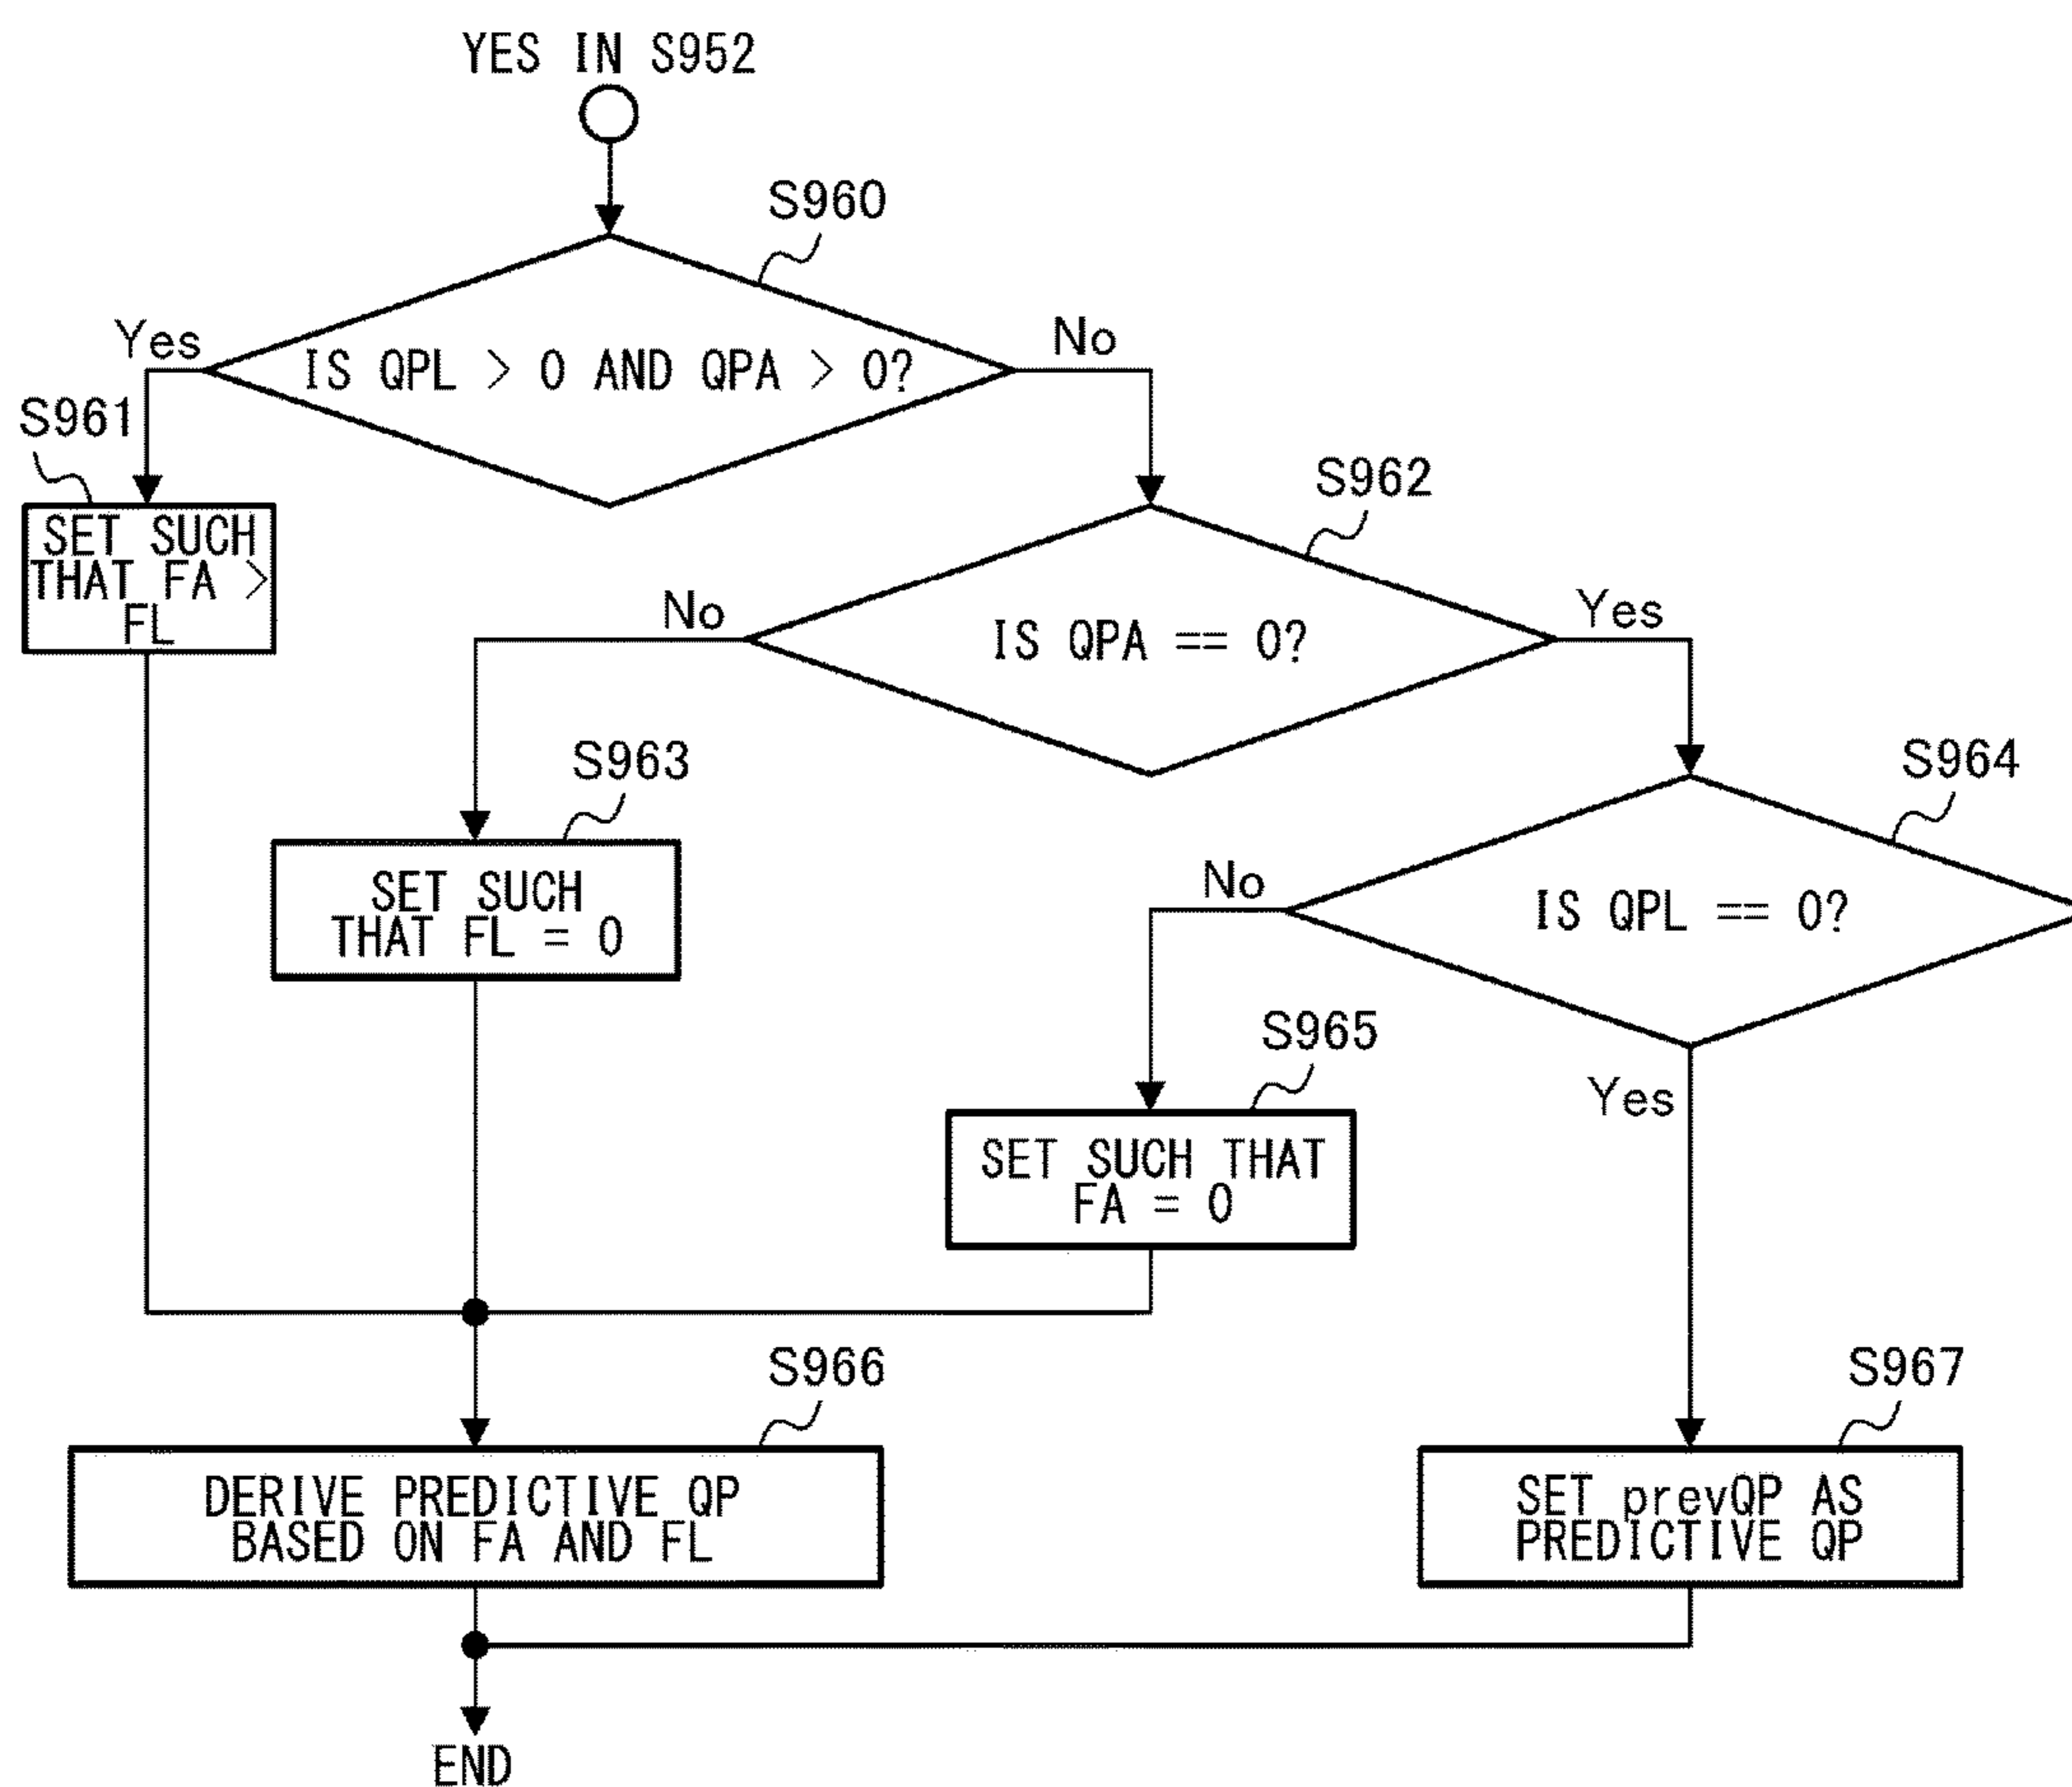 YES IN S952
S960
IS QPL > 0 AND QPA > 0?
Yes
No
S961
SET SUCH
THAT FA >
FL
S962
IS QPA == 0?
No
Yes
S963
SET SUCH
THAT FL = 0
S964
IS QPL == 0?
No
Yes
S965
SET SUCH THAT
FA = 0
S966
DERIVE PREDICTIVE QP
BASED ON FA AND FL
S967
SET prevQP AS
PREDICTIVE QP
END